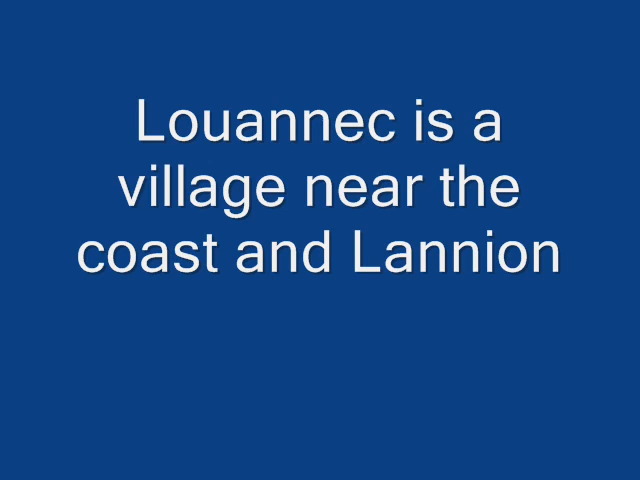 Louannec is a
village near the
coast and Lannion